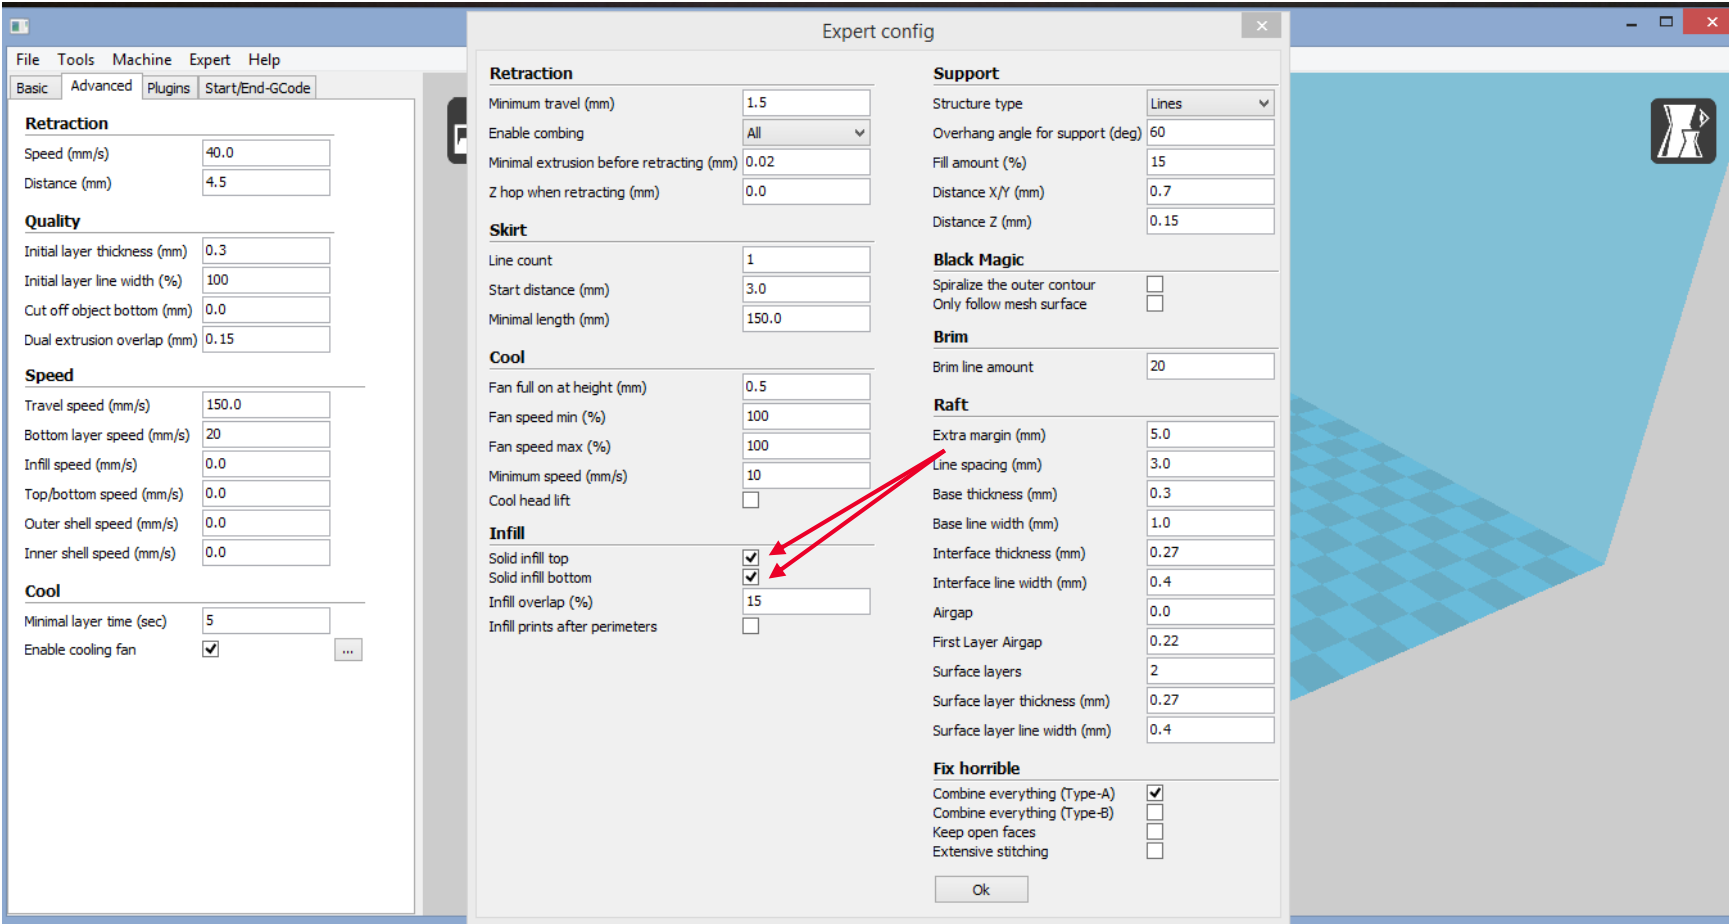 Expert config
File Tools Machine Expert Help
Basic Advanced Plugins Start/End-GCode
Retraction
Speed (mm/s) 40.0
Distance (mm) 4.5
Quality
Initial layer thickness (mm) 0.3
Initial layer line width (%) 100
Cut off object bottom (mm) 0.0
Dual extrusion overlap (mm) 0.15
Speed
Travel speed (mm/s) 150.0
Bottom layer speed (mm/s) 20
Infill speed (mm/s) 0.0
Top/bottom speed (mm/s) 0.0
Outer shell speed (mm/s) 0.0
Inner shell speed (mm/s) 0.0
Cool
Minimal layer time (sec) 5
Enable cooling fan ...
Retraction
Minimum travel (mm) 1.5
Enable combing All
Minimal extrusion before retracting (mm) 0.02
Z hop when retracting (mm) 0.0
Skirt
Line count 1
Start distance (mm) 3.0
Minimal length (mm) 150.0
Cool
Fan full on at height (mm) 0.5
Fan speed min (%) 100
Fan speed max (%) 100
Minimum speed (mm/s) 10
Cool head lift
Infill
Solid infill top
Solid infill bottom
Infill overlap (%) 15
Infill prints after perimeters
Support
Structure type Lines
Overhang angle for support (deg) 60
Fill amount (%) 15
Distance X/Y (mm) 0.7
Distance Z (mm) 0.15
Black Magic
Spiralize the outer contour
Only follow mesh surface
Brim
Brim line amount 20
Raft
Extra margin (mm) 5.0
Line spacing (mm) 3.0
Base thickness (mm) 0.3
Base line width (mm) 1.0
Interface thickness (mm) 0.27
Interface line width (mm) 0.4
Airgap 0.0
First Layer Airgap 0.22
Surface layers 2
Surface layer thickness (mm) 0.27
Surface layer line width (mm) 0.4
Fix horrible
Combine everything (Type-A)
Combine everything (Type-B)
Keep open faces
Extensive stitching
Ok